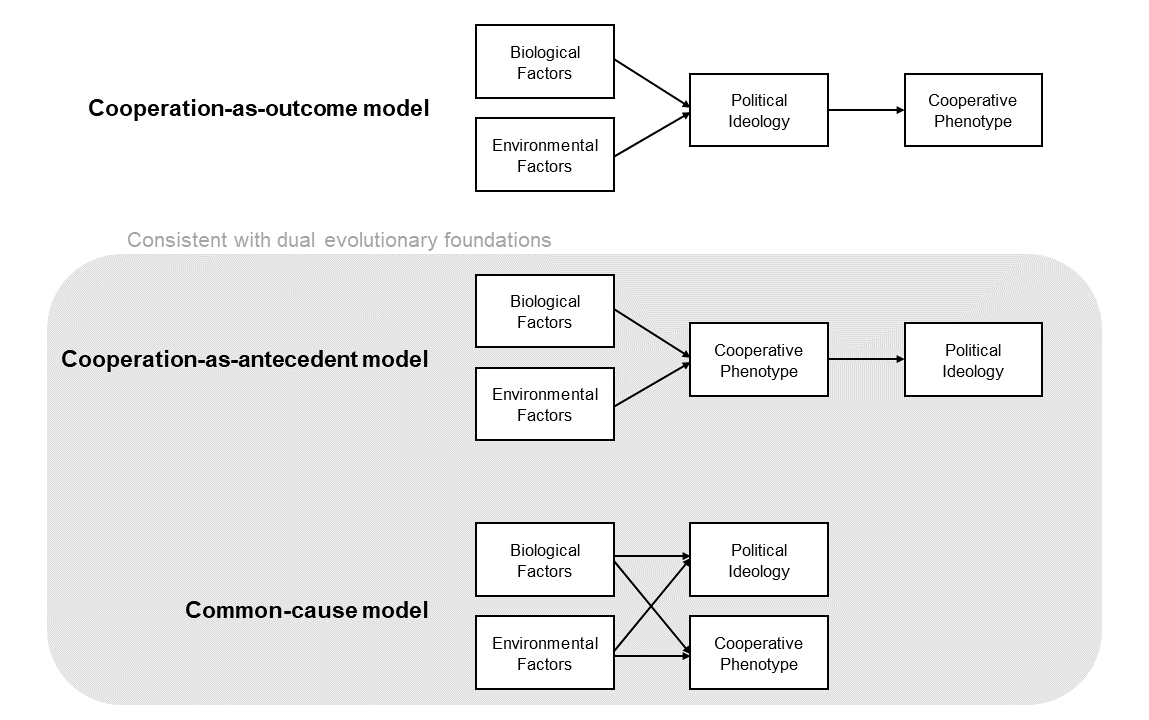 Biological
Factors
Cooperation-as-outcome model
Political
Ideology
Cooperative
Phenotype
Environmental
Factors
Consistent with dual evolutionary foundations
Biological
Factors
Cooperation-as-antecedent model
Cooperative
Phenotype
Political
Ideology
Environmental
Factors
Biological
Factors
Political
Ideology
Common-cause model
Environmental
Factors
Cooperative
Phenotype